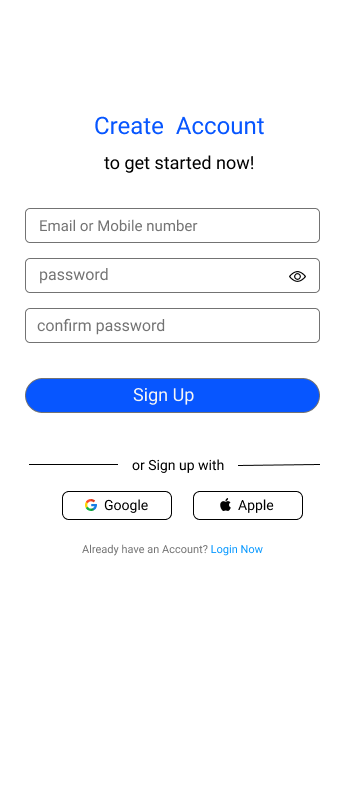 Create Account
to get started now!
Email or Mobile number
password
confirm password
Sign Up
or Sign up with
Google
Apple
Already have an Account? Login Now